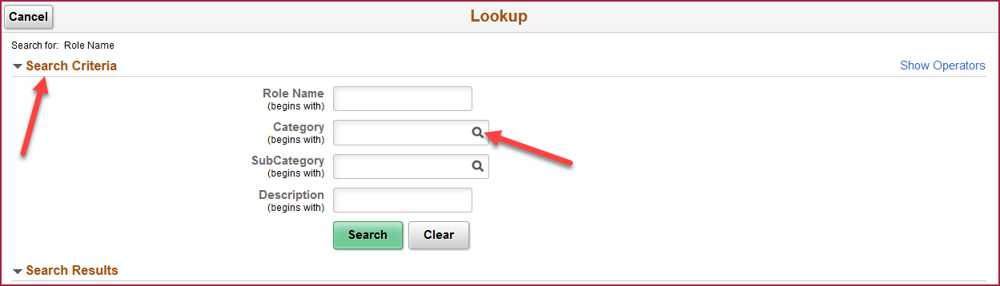 Cancel
Lookup
Search for: Role Name
Search Criteria
Show Operators
Role Name
(begins with)
Category
(begins with)
SubCategory
(begins with)
Description
(begins with)
Search
Clear
Search Results